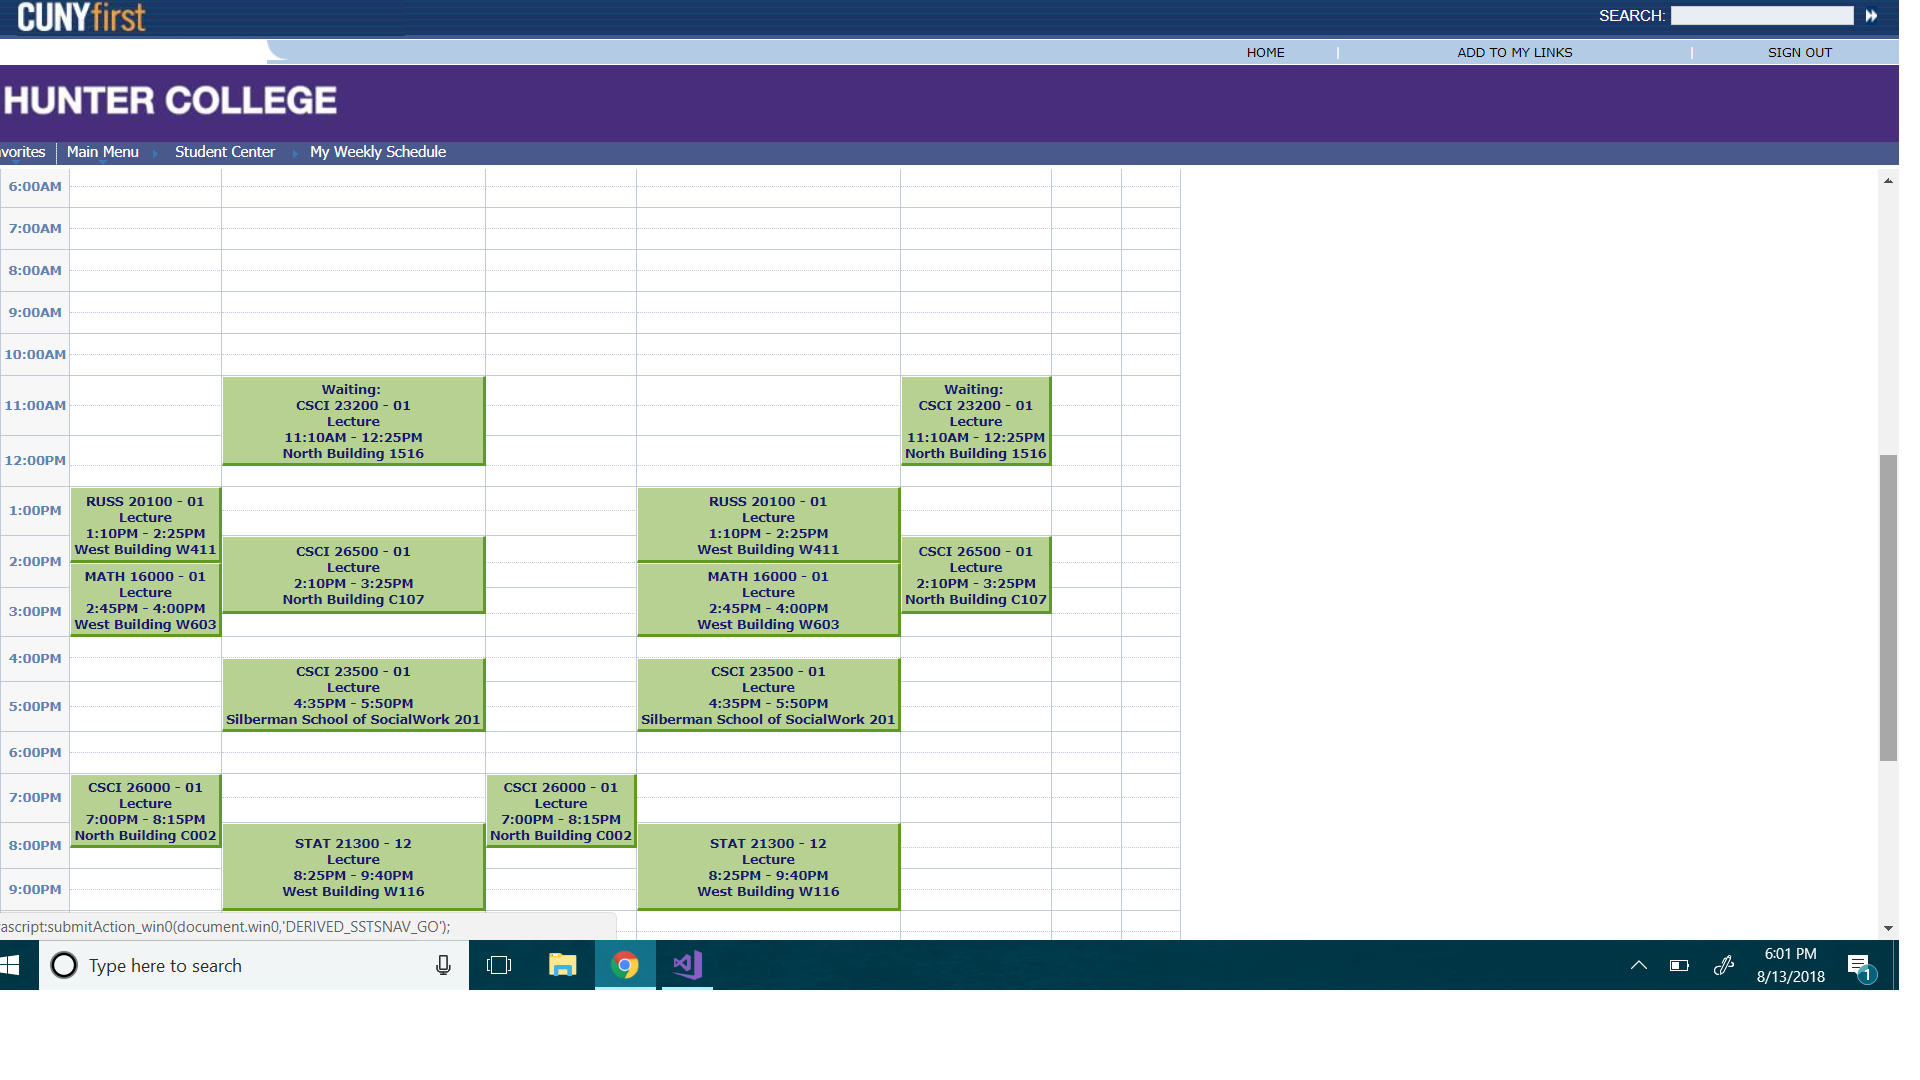 CUNYfirst
SEARCH:
HOME
ADD TO MY LINKS
SIGN OUT
HUNTER COLLEGE
vorites
Main Menu
Student Center
My Weekly Schedule
6:00AM
7:00AM
8:00AM
9:00AM
10:00AM
11:00AM
Waiting:
CSCI 23200 - 01
Lecture
11:10AM - 12:25PM
North Building 1516
Waiting:
CSCI 23200 - 01
Lecture
11:10AM - 12:25PM
North Building 1516
12:00PM
1:00PM
RUSS 20100 - 01
Lecture
1:10PM - 2:25PM
West Building W411
RUSS 20100 - 01
Lecture
1:10PM - 2:25PM
West Building W411
2:00PM
CSCI 26500 - 01
Lecture
2:10PM - 3:25PM
North Building C107
CSCI 26500 - 01
Lecture
2:10PM - 3:25PM
North Building C107
MATH 16000 - 01
Lecture
2:45PM - 4:00PM
West Building W603
MATH 16000 - 01
Lecture
2:45PM - 4:00PM
West Building W603
3:00PM
4:00PM
CSCI 23500 - 01
Lecture
4:35PM - 5:50PM
Silberman School of SocialWork 201
CSCI 23500 - 01
Lecture
4:35PM - 5:50PM
Silberman School of SocialWork 201
5:00PM
6:00PM
7:00PM
CSCI 26000 - 01
Lecture
7:00PM - 8:15PM
North Building C002
CSCI 26000 - 01
Lecture
7:00PM - 8:15PM
North Building C002
8:00PM
STAT 21300 - 12
Lecture
8:25PM - 9:40PM
West Building W116
STAT 21300 - 12
Lecture
8:25PM - 9:40PM
West Building W116
9:00PM
ascript:submitAction_win0(document.win0,'DERIVED_SSTSNAV_GO');
Type here to search
6:01 PM
8/13/2018
1